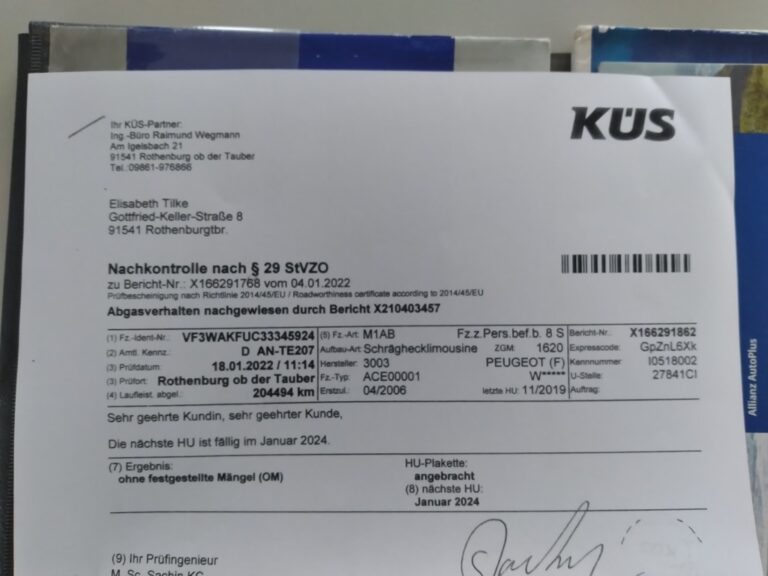 KÜS
Ihr KÜS-Partner:
Ing.-Büro Raimund Wegmann
Am Igelsbach 21
91541 Rothenburg ob der Tauber
Tel.:09861-976866
Elisabeth Tilke
Gottfried-Keller-Straße 8
91541 Rothenburgtbr.
Nachkontrolle nach § 29 StVZO
zu Bericht-Nr.: X166291768 vom 04.01.2022
Prüfbescheinigung nach Richtlinie 2014/45/EU / Roadworthiness certificate according to 2014/45/EU
Abgasverhalten nachgewiesen durch Bericht X210403457
(1) Fz.-Ident-Nr.: VF3WAKFUC33345924 (5) Fz.-Art: M1AB Fz.z.Pers.bef.b. 8 S Bericht-Nr.: X166291862
(2) Amtl. Kennz.: D AN-TE207 Aufbau-Art: Schräghecklimousine ZGM: 1620 Expresscode: GpZnL6Xk
(3) Prüfdatum: 18.01.2022 / 11:14 Hersteller: 3003 PEUGEOT (F) Kennnummer: I0518002
(3) Prüfort: Rothenburg ob der Tauber Fz.-Typ: ACE00001 W***** U-Stelle: 27841CI
(4) Laufleist. abgel.: 204494 km Erstzul.: 04/2006 letzte HU: 11/2019 Auftrag:
Sehr geehrte Kundin, sehr geehrter Kunde,
Die nächste HU ist fällig im Januar 2024.
(7) Ergebnis:
ohne festgestellte Mängel (OM)
HU-Plakette:
angebracht
(8) nächste HU:
Januar 2024
(9) Ihr Prüfingenieur
M. Sc. Sachin KC
Allianz AutoPlus